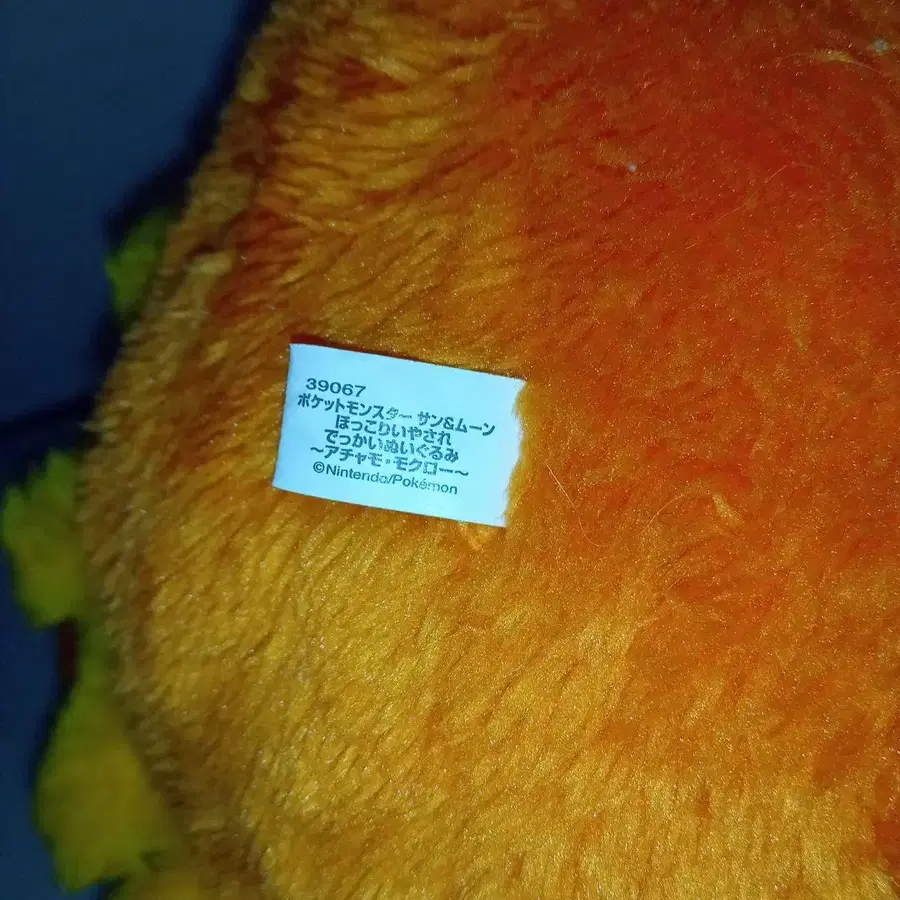 39067
ポケットモンスター サン&ムーン
ほっこりいやされ
でっかいぬいぐるみ
～アチャモ・モクロー～
©Nintendo/Pokémon